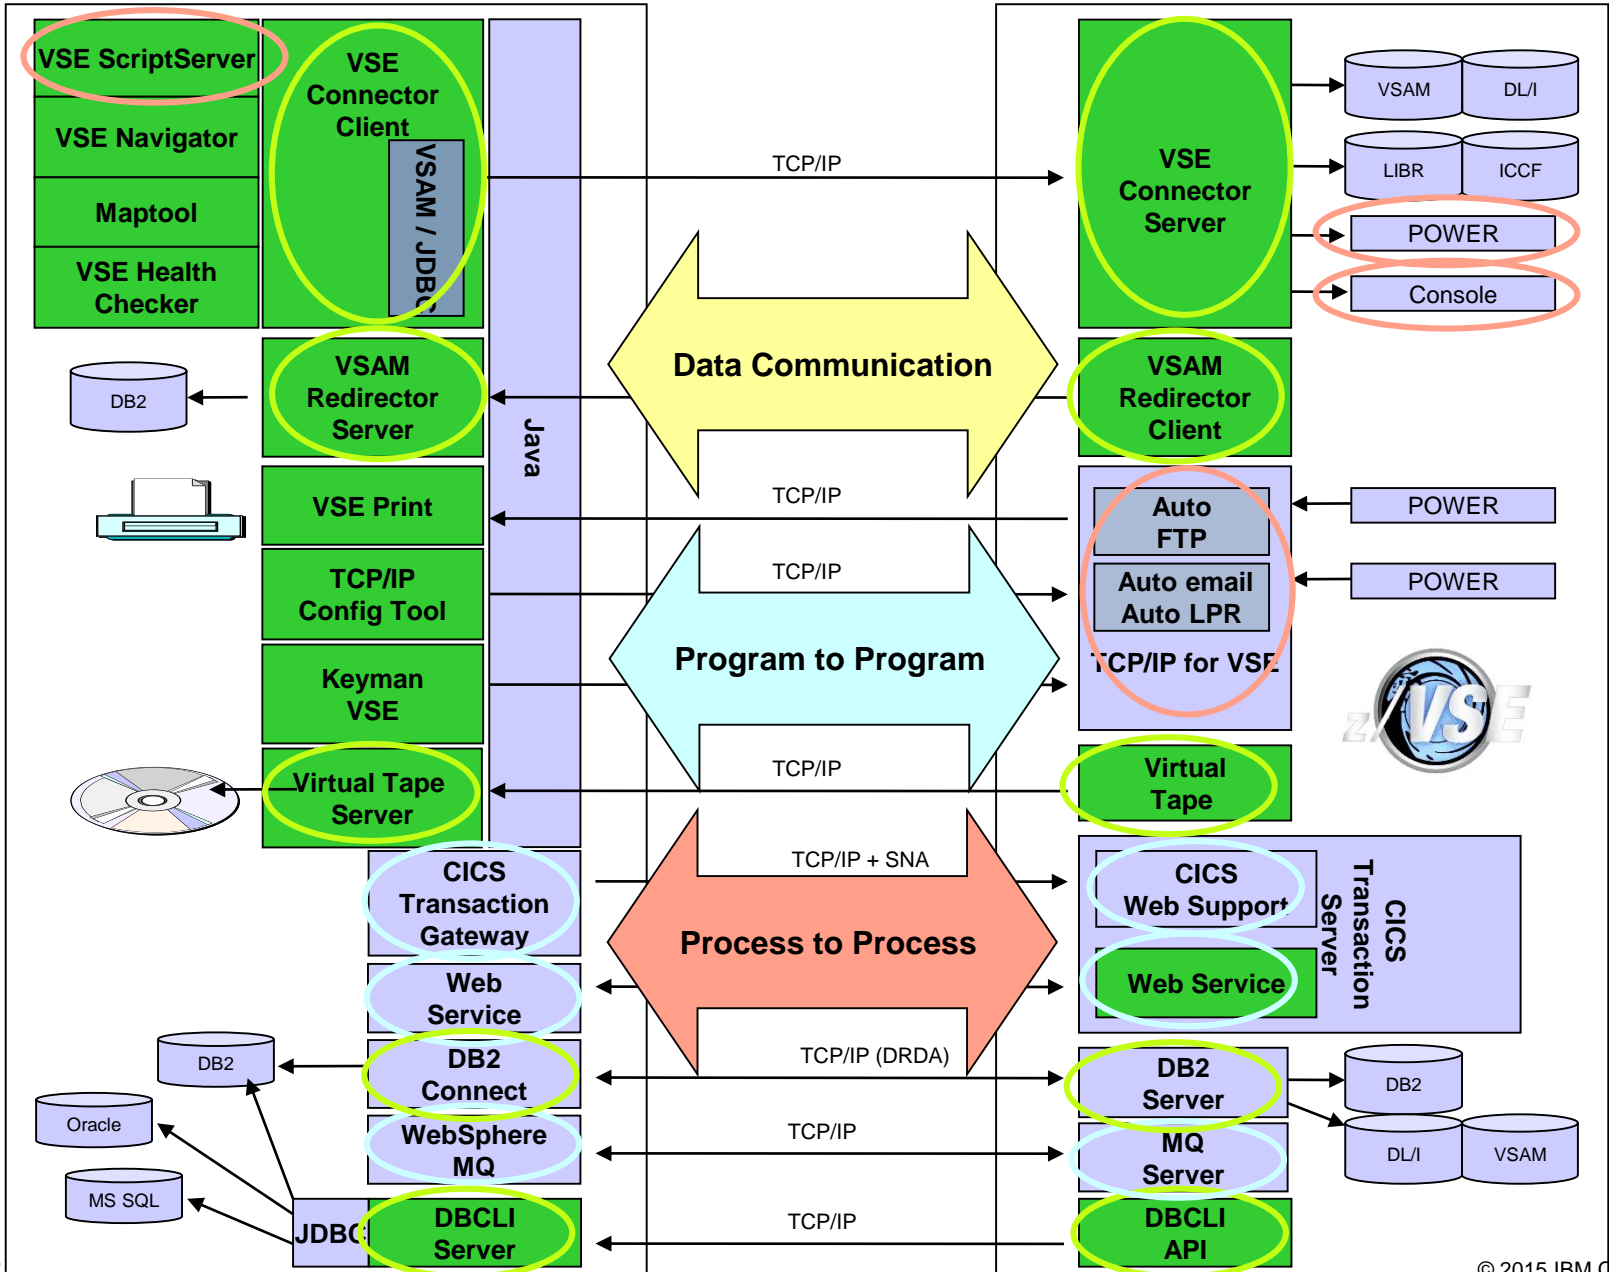 VSE ScriptServer
VSE Navigator
Maptool
VSE Health
Checker
VSE
Connector
Client
VSAM / JDBC
Java
TCP/IP
VSE
Connector
Server
VSAM
DL/I
LIBR
ICCF
POWER
Console
Data Communication
DB2
VSAM
Redirector
Server
VSAM
Redirector
Client
VSE Print
TCP/IP
Auto
FTP
POWER
TCP/IP
Config Tool
TCP/IP
Auto email
Auto LPR
POWER
Program to Program
TCP/IP for VSE
Keyman
VSE
z/VSE
Virtual Tape
Server
TCP/IP
Virtual
Tape
CICS
Transaction
Gateway
TCP/IP + SNA
CICS
Web Support
CICS
Transaction
Server
Process to Process
Web
Service
Web Service
DB2
DB2
Connect
TCP/IP (DRDA)
DB2
Server
DB2
Oracle
WebSphere
MQ
TCP/IP
MQ
Server
DL/I
VSAM
MS SQL
JDBC
DBCLI
Server
TCP/IP
DBCLI
API
© 2015 IBM